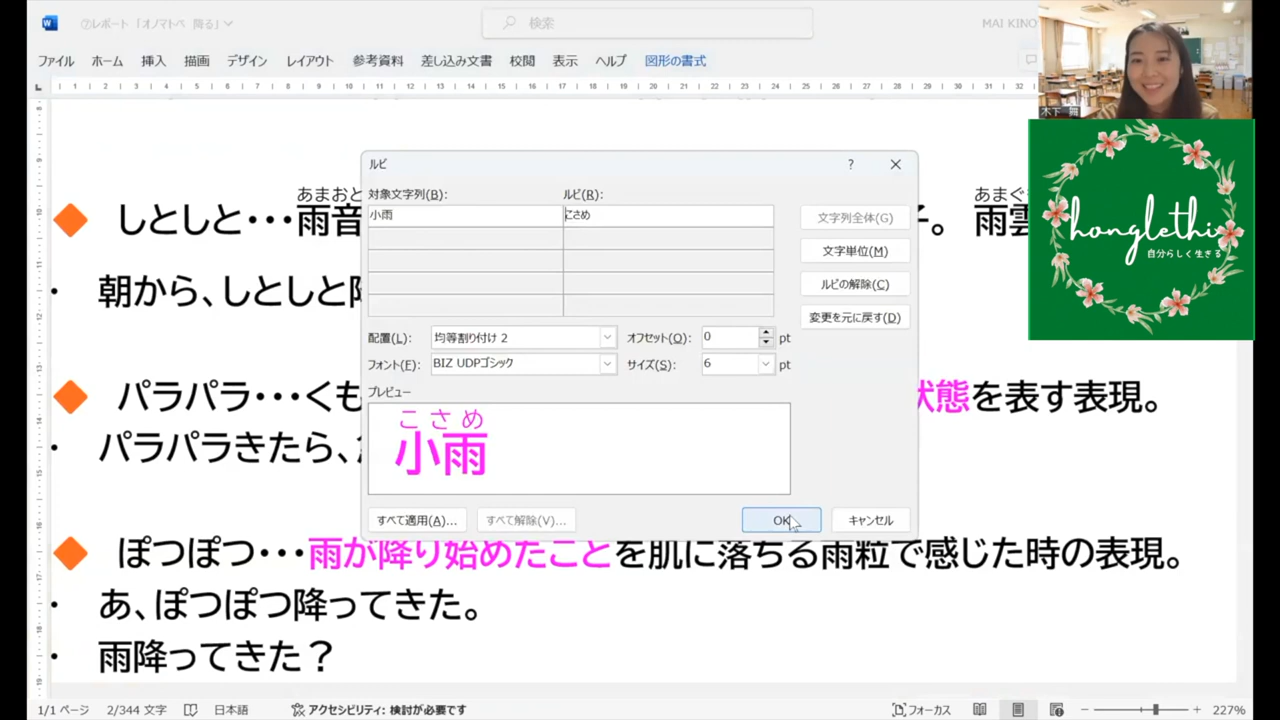 ⑦レポート「オノマトペ 降る」
検索
MAI KINO
ファイル ホーム 挿入 描画 デザイン レイアウト 参考資料 差し込み文書 校閲 表示 ヘルプ 図形の書式
木下 舞
honglethi
自分らしく生きる
あまおと
しとしと・・・雨音
子。
あまぐ
雨雲
朝から、しとしと降
パラパラ・・・くも
状態を表す表現。
パラパラきたら、
ぽつぽつ・・・雨が降り始めたことを肌に落ちる雨粒で感じた時の表現。
あ、ぽつぽつ降ってきた。
雨降ってきた？
ルビ
対象文字列(B): ルビ(R):
小雨 こさめ
文字列全体(G)
文字単位(M)
ルビの解除(C)
変更を元に戻す(D)
配置(L): 均等割り付け 2 オフセット(O): 0 pt
フォント(F): BIZ UDPゴシック サイズ(S): 6 pt
プレビュー
こさめ
小雨
すべて適用(A)... すべて解除(V)... OK キャンセル
1/1 ページ 2/344 文字 日本語 アクセシビリティ: 検討が必要です フォーカス 227%